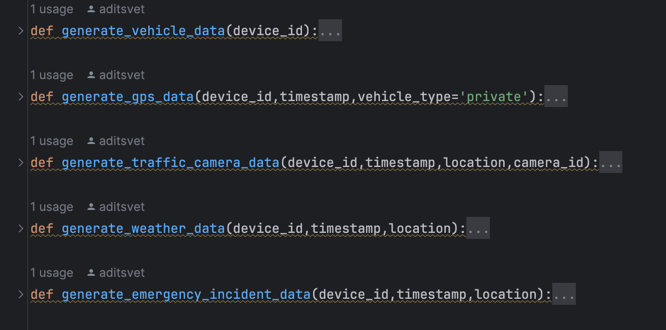 1 usage aditsvet
def generate_vehicle_data(device_id):...
1 usage aditsvet
def generate_gps_data(device_id,timestamp,vehicle_type='private'):...
1 usage aditsvet
def generate_traffic_camera_data(device_id,timestamp,location,camera_id):...
1 usage aditsvet
def generate_weather_data(device_id,timestamp,location):...
1 usage aditsvet
def generate_emergency_incident_data(device_id,timestamp,location):...